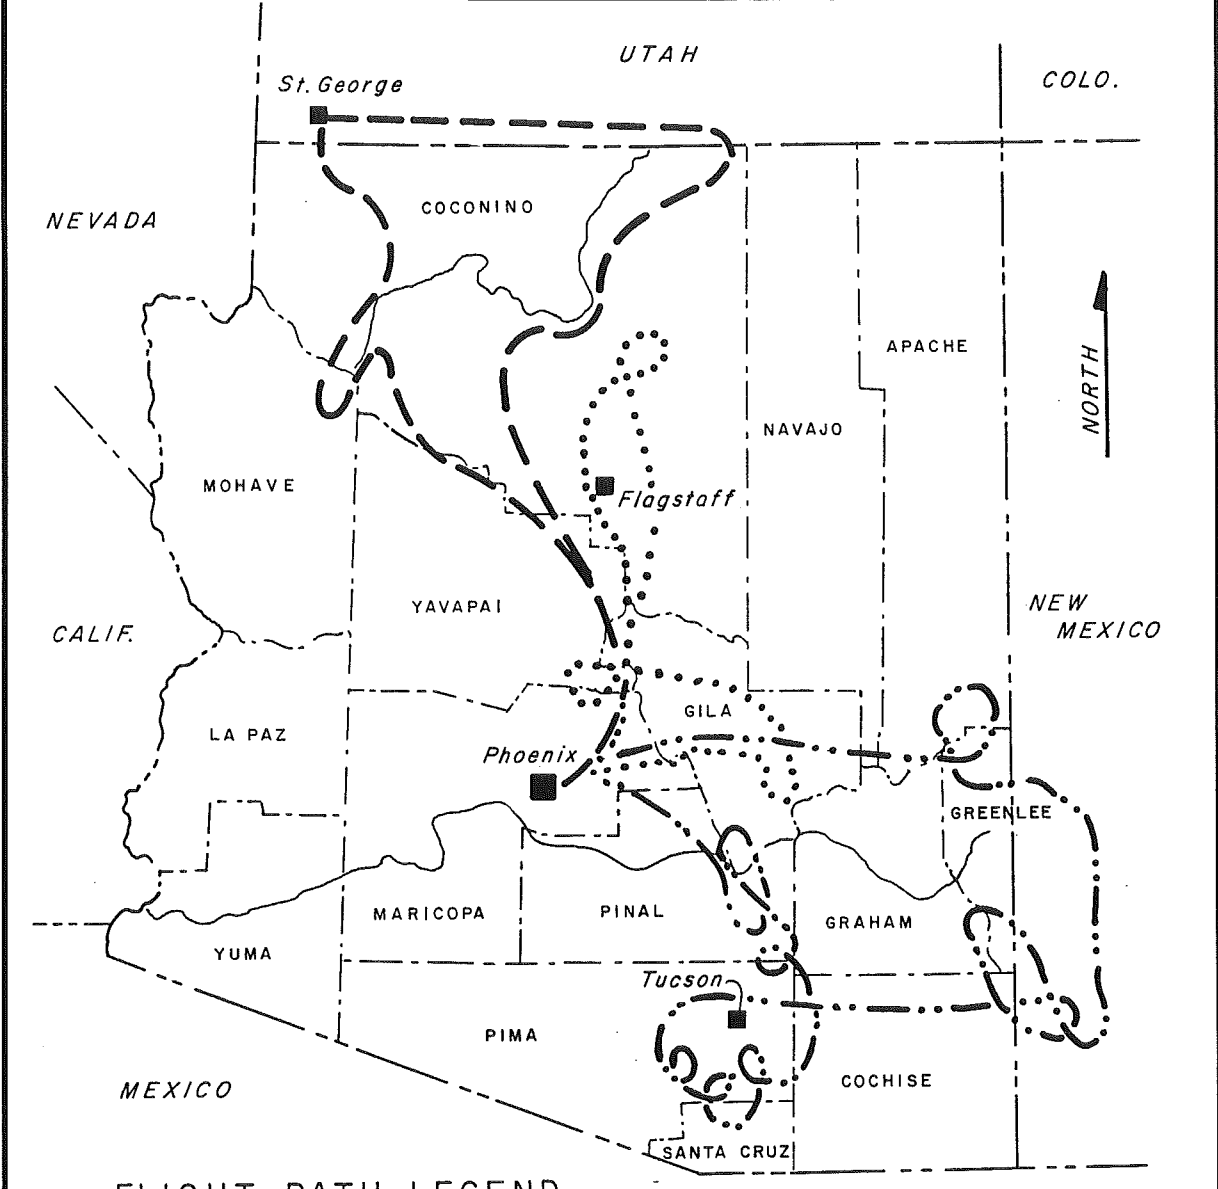 UTAH
COLO.
St. George
NEVADA
COCONINO
APACHE
NORTH
NAVAJO
MOHAVE
Flagstaff
YAVAPAI
NEW
MEXICO
CALIF.
GILA
LA PAZ
Phoenix
GREENLEE
MARICOPA
PINAL
GRAHAM
YUMA
Tucson
PIMA
COCHISE
MEXICO
SANTA CRUZ
FLIGHT PATH LEGEND